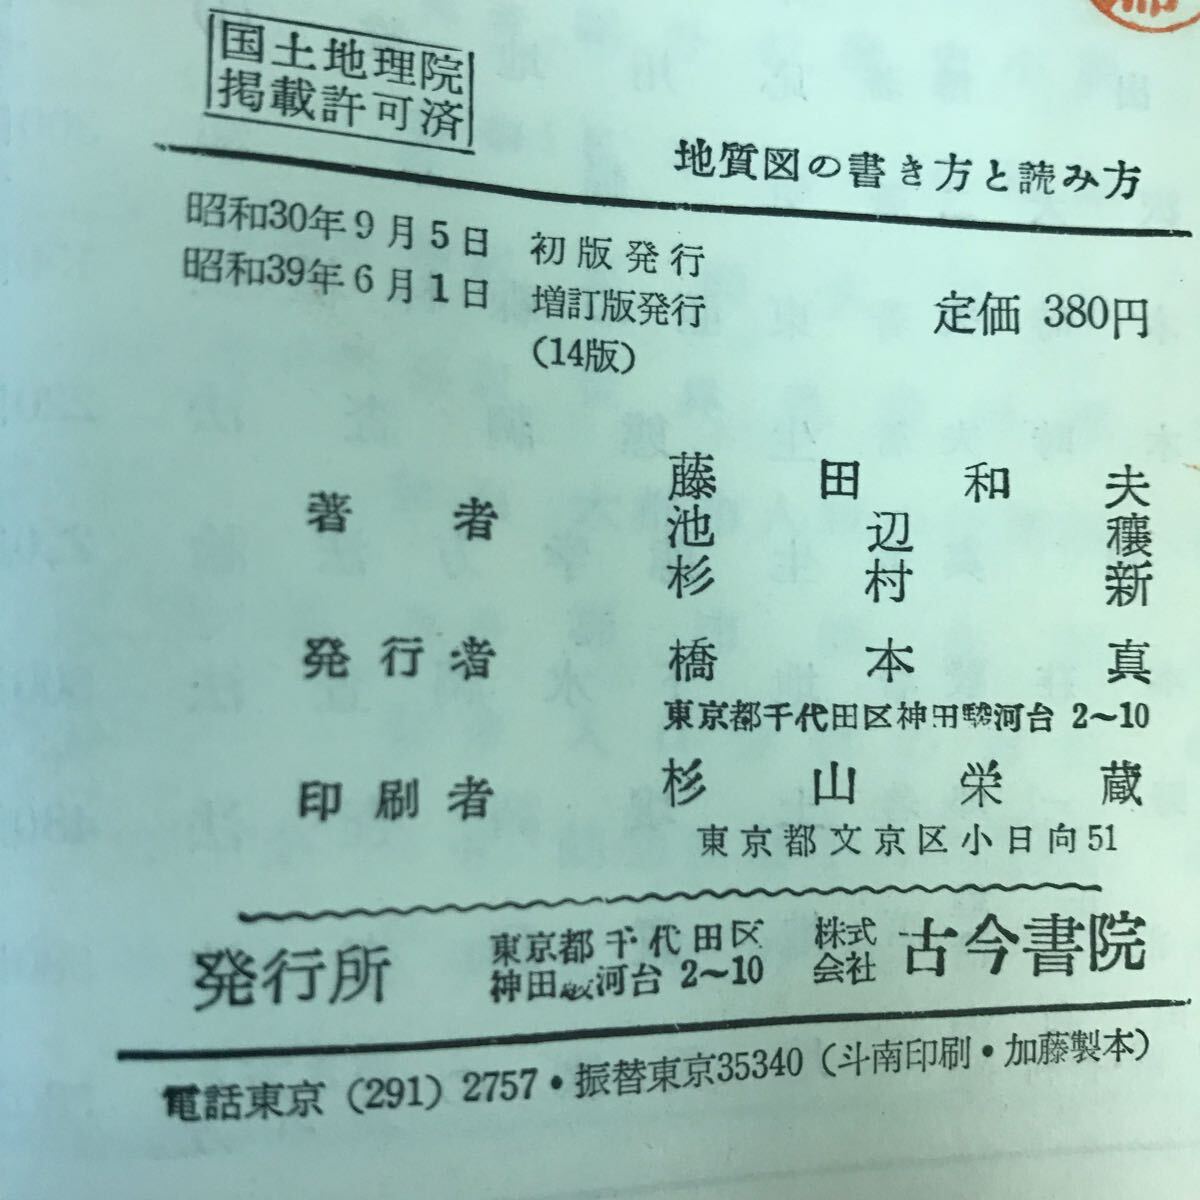 国土地理院
掲載許可済
地質図の書き方と読み方
昭和30年9月5日 初版発行
昭和39年6月1日 増訂版発行
(14版)
定価 380円
著者 藤田和夫
池辺穰
杉村新
発行者 橋本真
東京都千代田区神田駿河台 2～10
印刷者 杉山栄蔵
東京都文京区小日向51
発行所 東京都千代田区
神田駿河台 2～10
株式
会社 古今書院
電話東京 (291) 2757・振替東京35340 (斗南印刷・加藤製本)